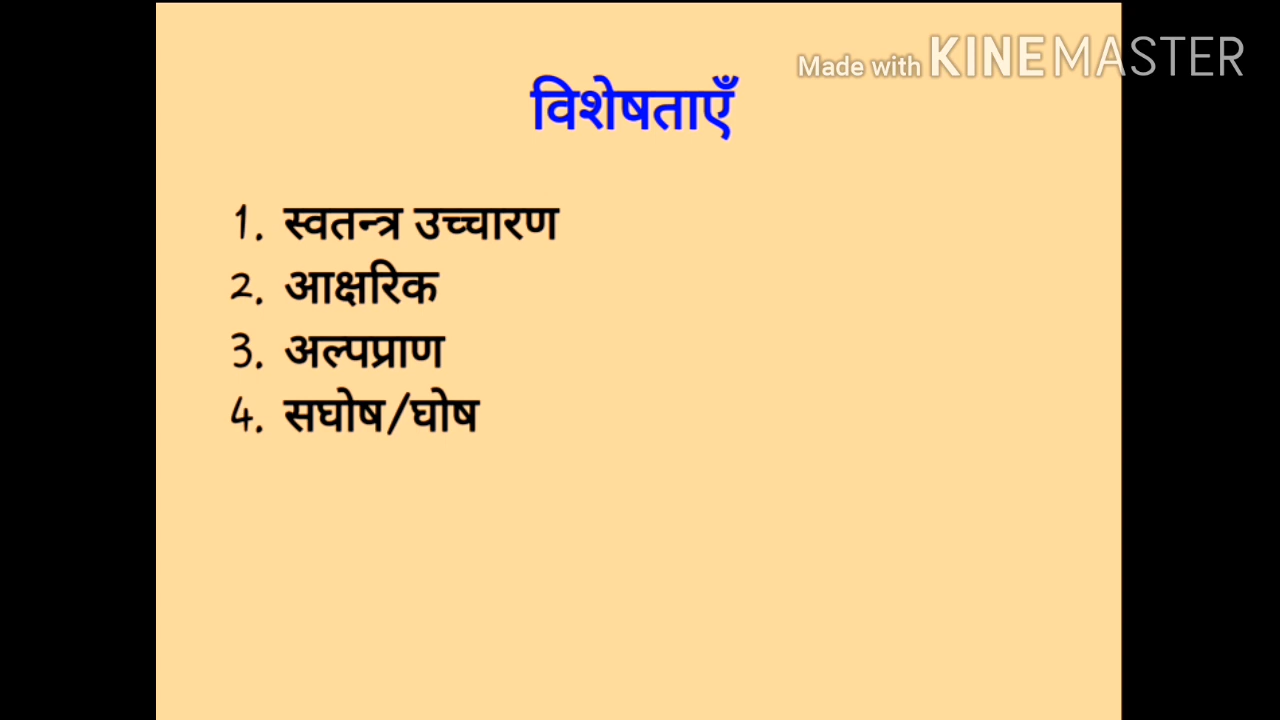 Made with KINEMASTER
विशेषताएँ
1. स्वतन्त्र उच्चारण
2. आक्षरिक
3. अल्पप्राण
4. सघोष/घोष